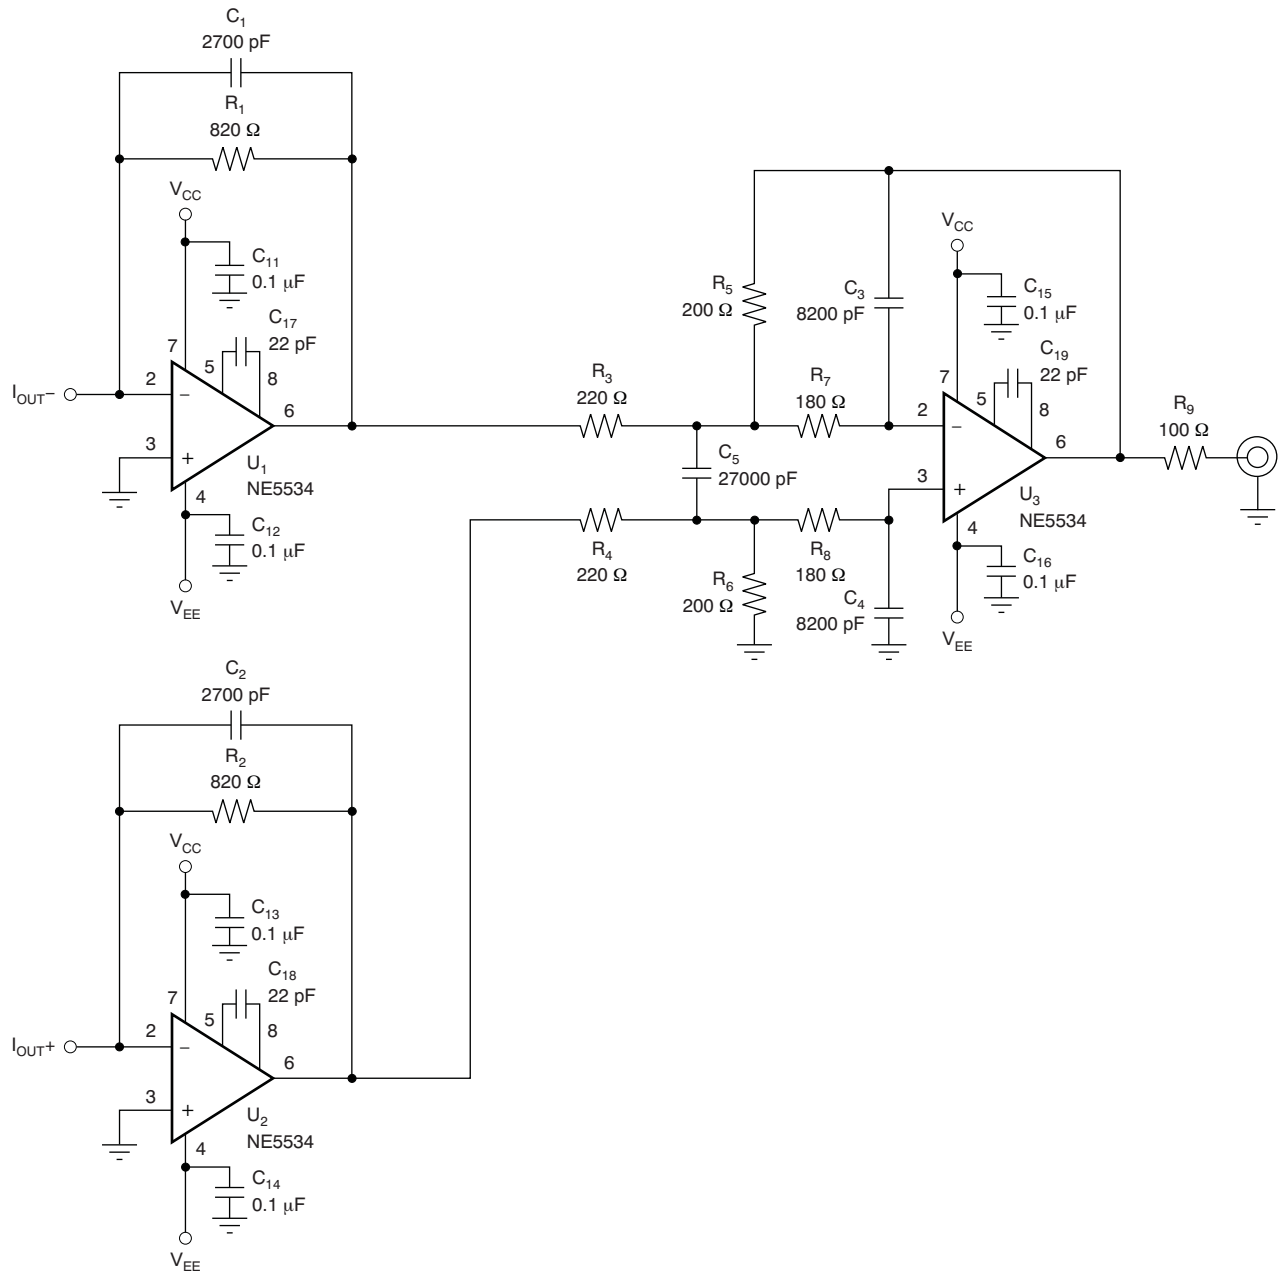 C1
2700 pF
R1
820 Ω
VCC
C11
0.1 μF
C17
22 pF
7
5
8
2
IOUT−
−
6
3
+
U1
NE5534
4
C12
0.1 μF
VEE
R5
200 Ω
C3
8200 pF
VCC
C15
0.1 μF
C19
22 pF
R3
220 Ω
R7
180 Ω
7
5
8
2
−
R9
100 Ω
6
C5
27000 pF
3
+
U3
NE5534
4
R4
220 Ω
R8
180 Ω
R6
200 Ω
C4
8200 pF
C16
0.1 μF
VEE
C2
2700 pF
R2
820 Ω
VCC
C13
0.1 μF
C18
22 pF
7
5
8
2
IOUT+
−
6
3
+
U2
NE5534
4
C14
0.1 μF
VEE